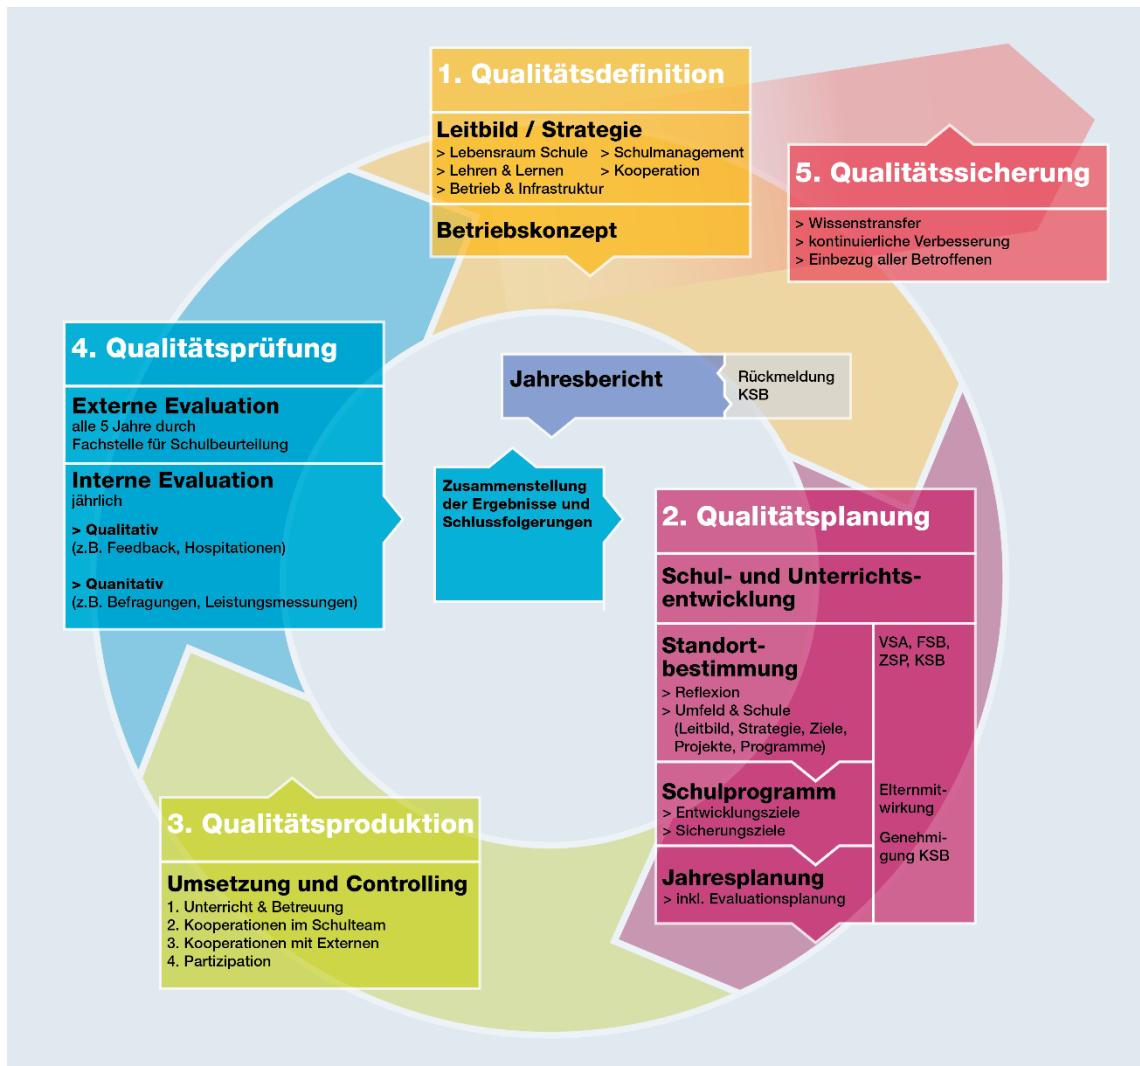 1. Qualitätsdefinition
Leitbild / Strategie
> Lebensraum Schule > Schulmanagement
> Lehren & Lernen > Kooperation
> Betrieb & Infrastruktur
Betriebskonzept
5. Qualitätssicherung
> Wissenstransfer
> kontinuierliche Verbesserung
> Einbezug aller Betroffenen
4. Qualitätsprüfung
Externe Evaluation
alle 5 Jahre durch
Fachstelle für Schulbeurteilung
Interne Evaluation
jährlich
> Qualitativ
(z.B. Feedback, Hospitationen)
> Quanitativ
(z.B. Befragungen, Leistungsmessungen)
Jahresbericht
Rückmeldung
KSB
Zusammenstellung
der Ergebnisse und
Schlussfolgerungen
2. Qualitätsplanung
Schul- und Unterrichts-
entwicklung
Standort-
bestimmung
> Reflexion
> Umfeld & Schule
(Leitbild, Strategie, Ziele,
Projekte, Programme)
VSA, FSB,
ZSP, KSB
Schulprogramm
> Entwicklungsziele
> Sicherungsziele
Elternmit-
wirkung
Genehmi-
gung KSB
Jahresplanung
> inkl. Evaluationsplanung
3. Qualitätsproduktion
Umsetzung und Controlling
1. Unterricht & Betreuung
2. Kooperationen im Schulteam
3. Kooperationen mit Externen
4. Partizipation